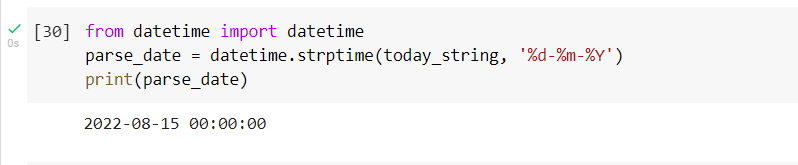 [30] from datetime import datetime
0s
parse_date = datetime.strptime(today_string, '%d-%m-%Y')
print(parse_date)
2022-08-15 00:00:00